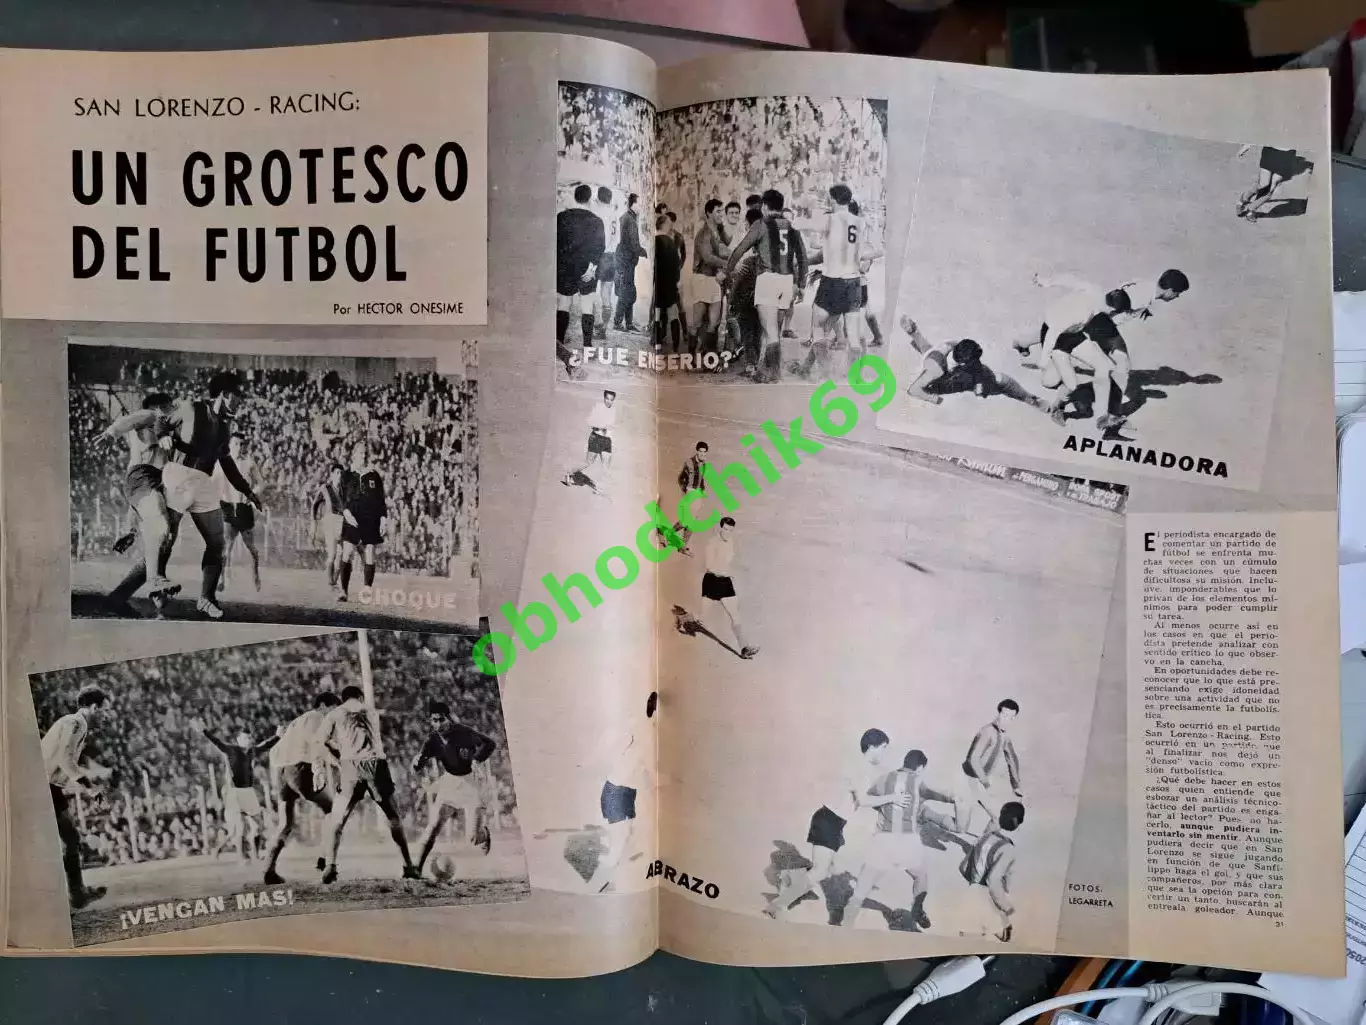 SAN LORENZO - RACING:
UN GROTESCO
DEL FUTBOL
Por HECTOR ONESIME
¿FUE EN SERIO?
5
6
APLANADORA
CHOQUE
¡VENGAN MAS!
ABRAZO
PERGAMINO
SPORT
TRABAJO
FOTOS:
LEGARRETA
El periodista encargado de
comentar un partido de
fútbol se enfrenta mu-
chas veces con un cúmulo
de situaciones que hacen
dificultosa su misión. Inclu-
sive, imponderables que lo
privan de los elementos mí-
nimos para poder cumplir
su tarea.
Al menos ocurre así en
los casos en que el perio-
dista pretende analizar con
sentido crítico lo que obser-
vó en la cancha.
En oportunidades debe re-
conocer que lo que está pre-
senciando exige idoneidad
sobre una actividad que no
es precisamente la futbolís-
tica.
Esto ocurrió en el partido
San Lorenzo - Racing. Esto
ocurrió en un partido que
al finalizar nos dejó un
"denso" vacío como expre-
sión futbolística.
¿Qué debe hacer en estos
casos quien entiende que
esbozar un análisis técnico-
táctico del partido es enga-
ñar al lector? Pues no ha-
cerlo, aunque pudiera in-
ventarlo sin mentir. Aunque
pudiera decir que en San
Lorenzo se sigue jugando
en función de que Sanfi-
lippo haga el gol, y que sus
compañeros, por más clara
que sea la opción para con-
vertir un tanto, buscarán al
entreala goleador. Aunque
31
obhodchik69